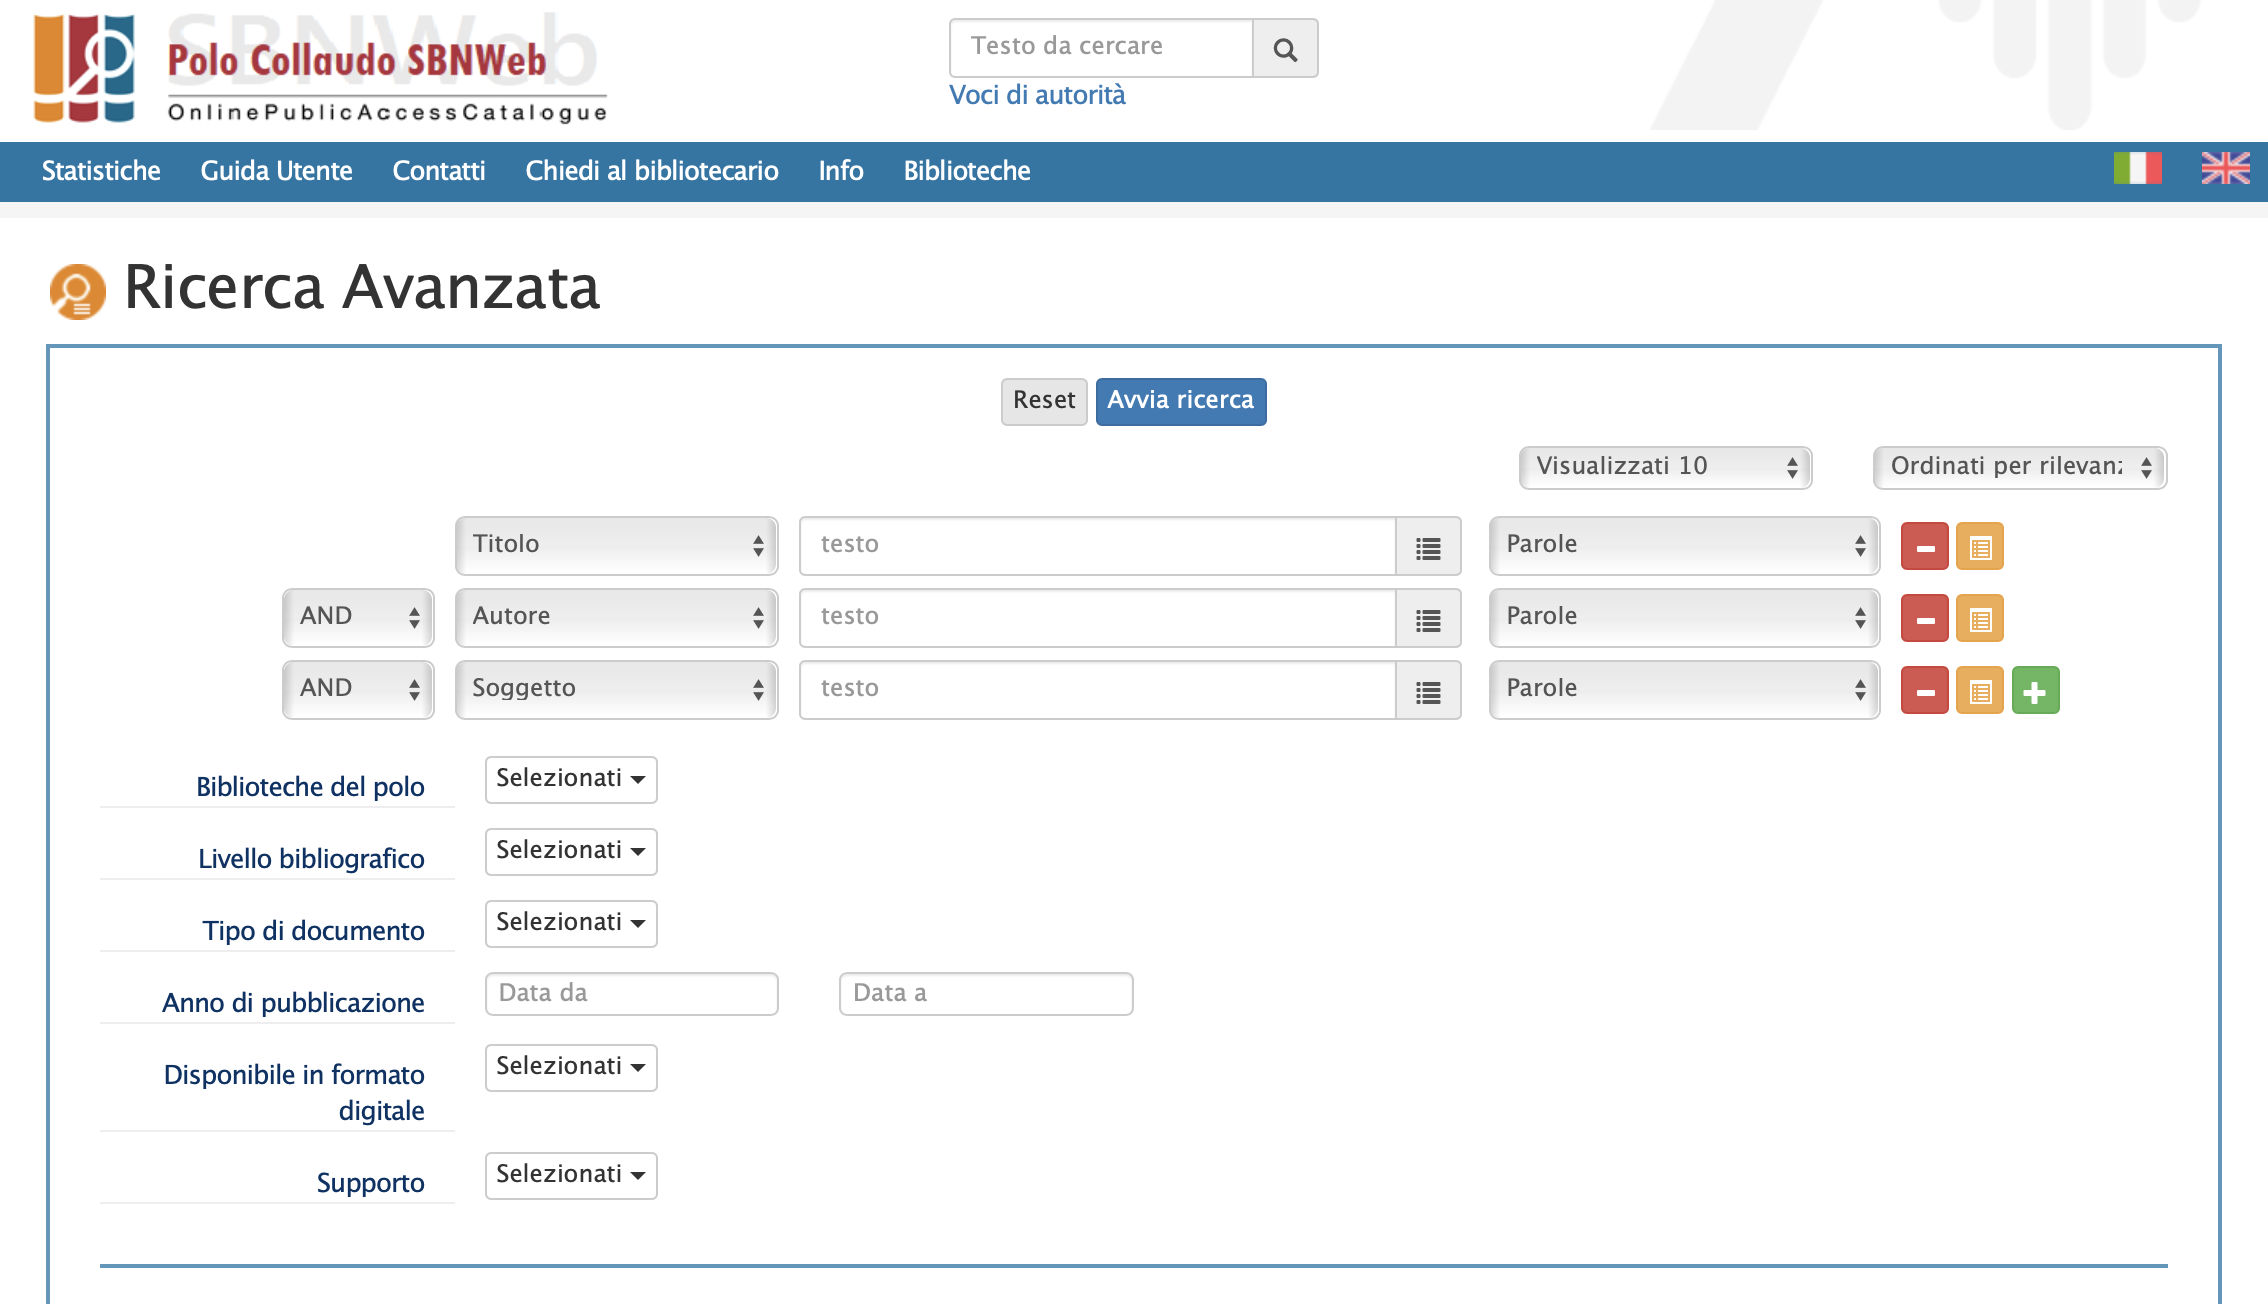 SBNWeb
Polo Collaudo SBNWeb
OnlinePublicAccessCatalogue
Testo da cercare
Voci di autorità
Statistiche Guida Utente Contatti Chiedi al bibliotecario Info Biblioteche
Ricerca Avanzata
Reset Avvia ricerca
Visualizzati 10 Ordinati per rilevanz
Titolo testo Parole
AND Autore testo Parole
AND Soggetto testo Parole
Biblioteche del polo Selezionati
Livello bibliografico Selezionati
Tipo di documento Selezionati
Anno di pubblicazione Data da Data a
Disponibile in formato Selezionati
digitale
Supporto Selezionati